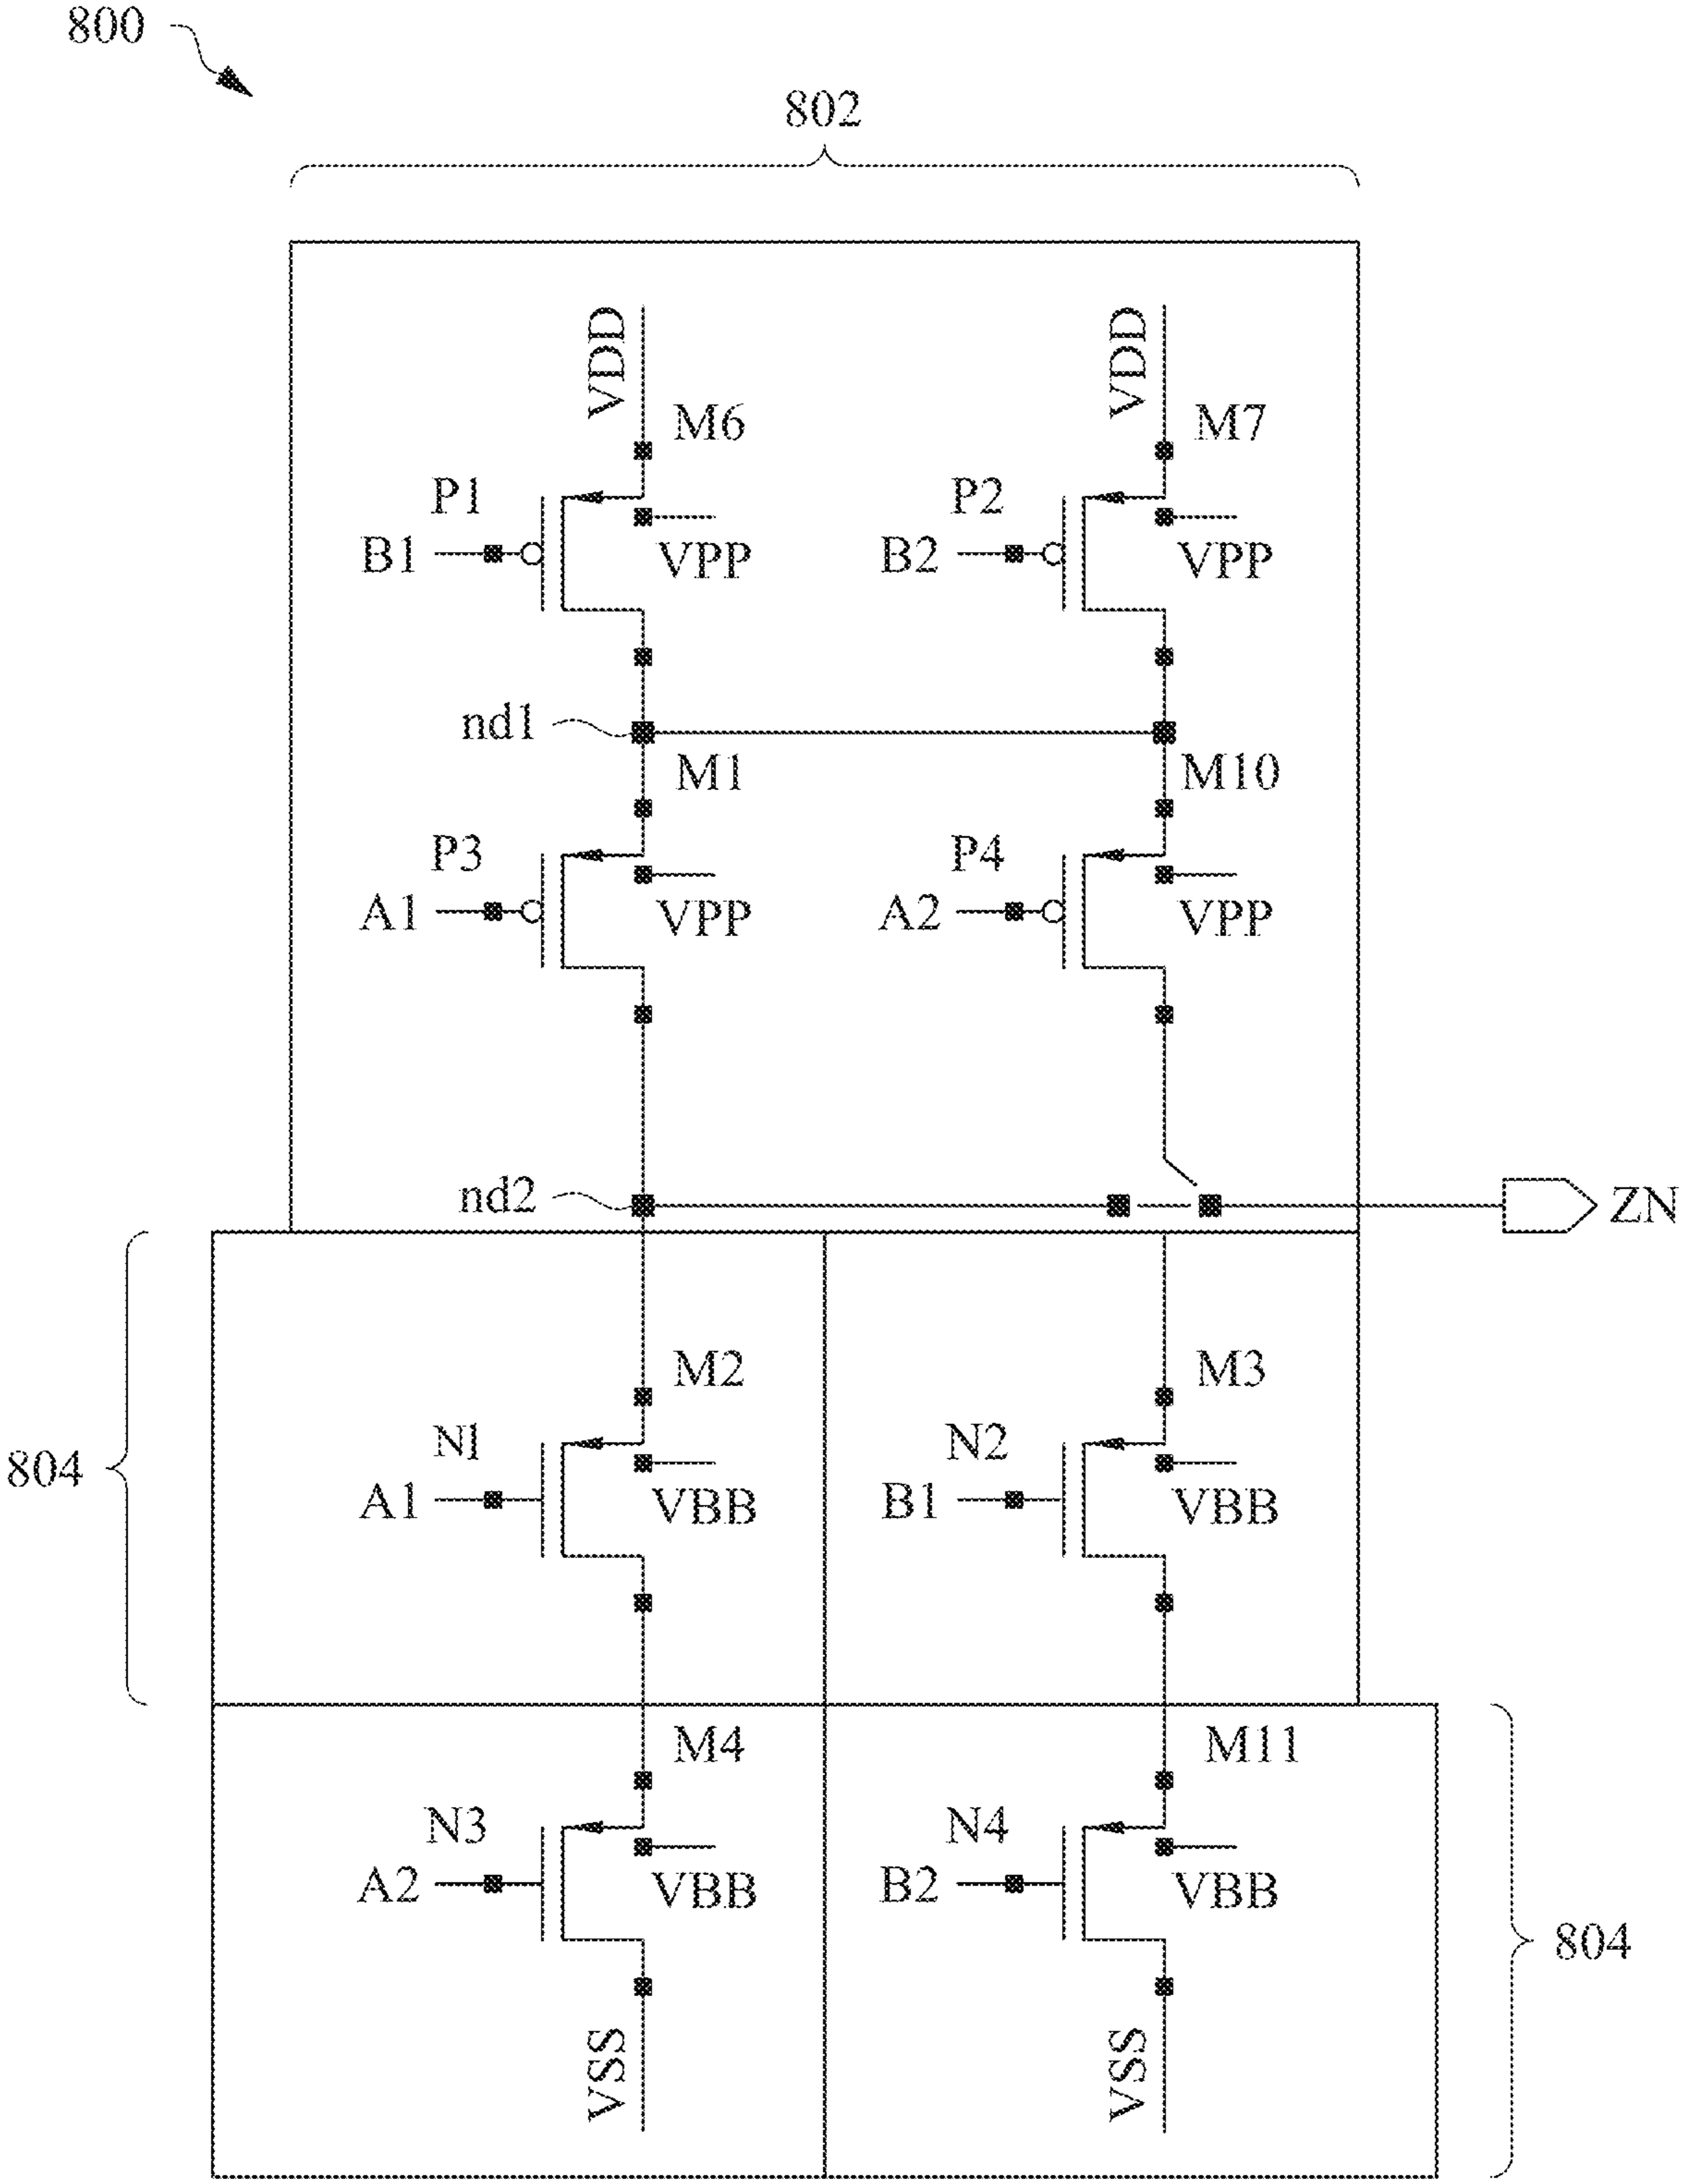 800
802
VDD
VDD
M6
M7
P1
P2
B1
VPP
B2
VPP
nd1
M1
M10
P3
P4
A1
VPP
A2
VPP
nd2
ZN
M2
M3
N1
N2
804
A1
VBB
B1
VBB
M4
M11
N3
N4
A2
VBB
B2
VBB
804
VSS
VSS